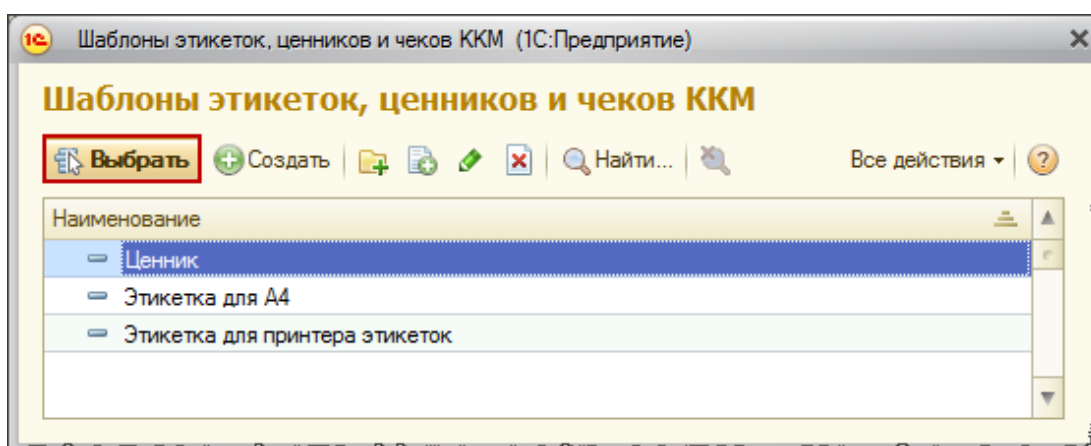 1С Шаблоны этикеток, ценников и чеков ККМ (1С:Предприятие)
Шаблоны этикеток, ценников и чеков ККМ
Выбрать Создать Найти... Все действия ?
Наименование
Ценник
Этикетка для А4
Этикетка для принтера этикеток